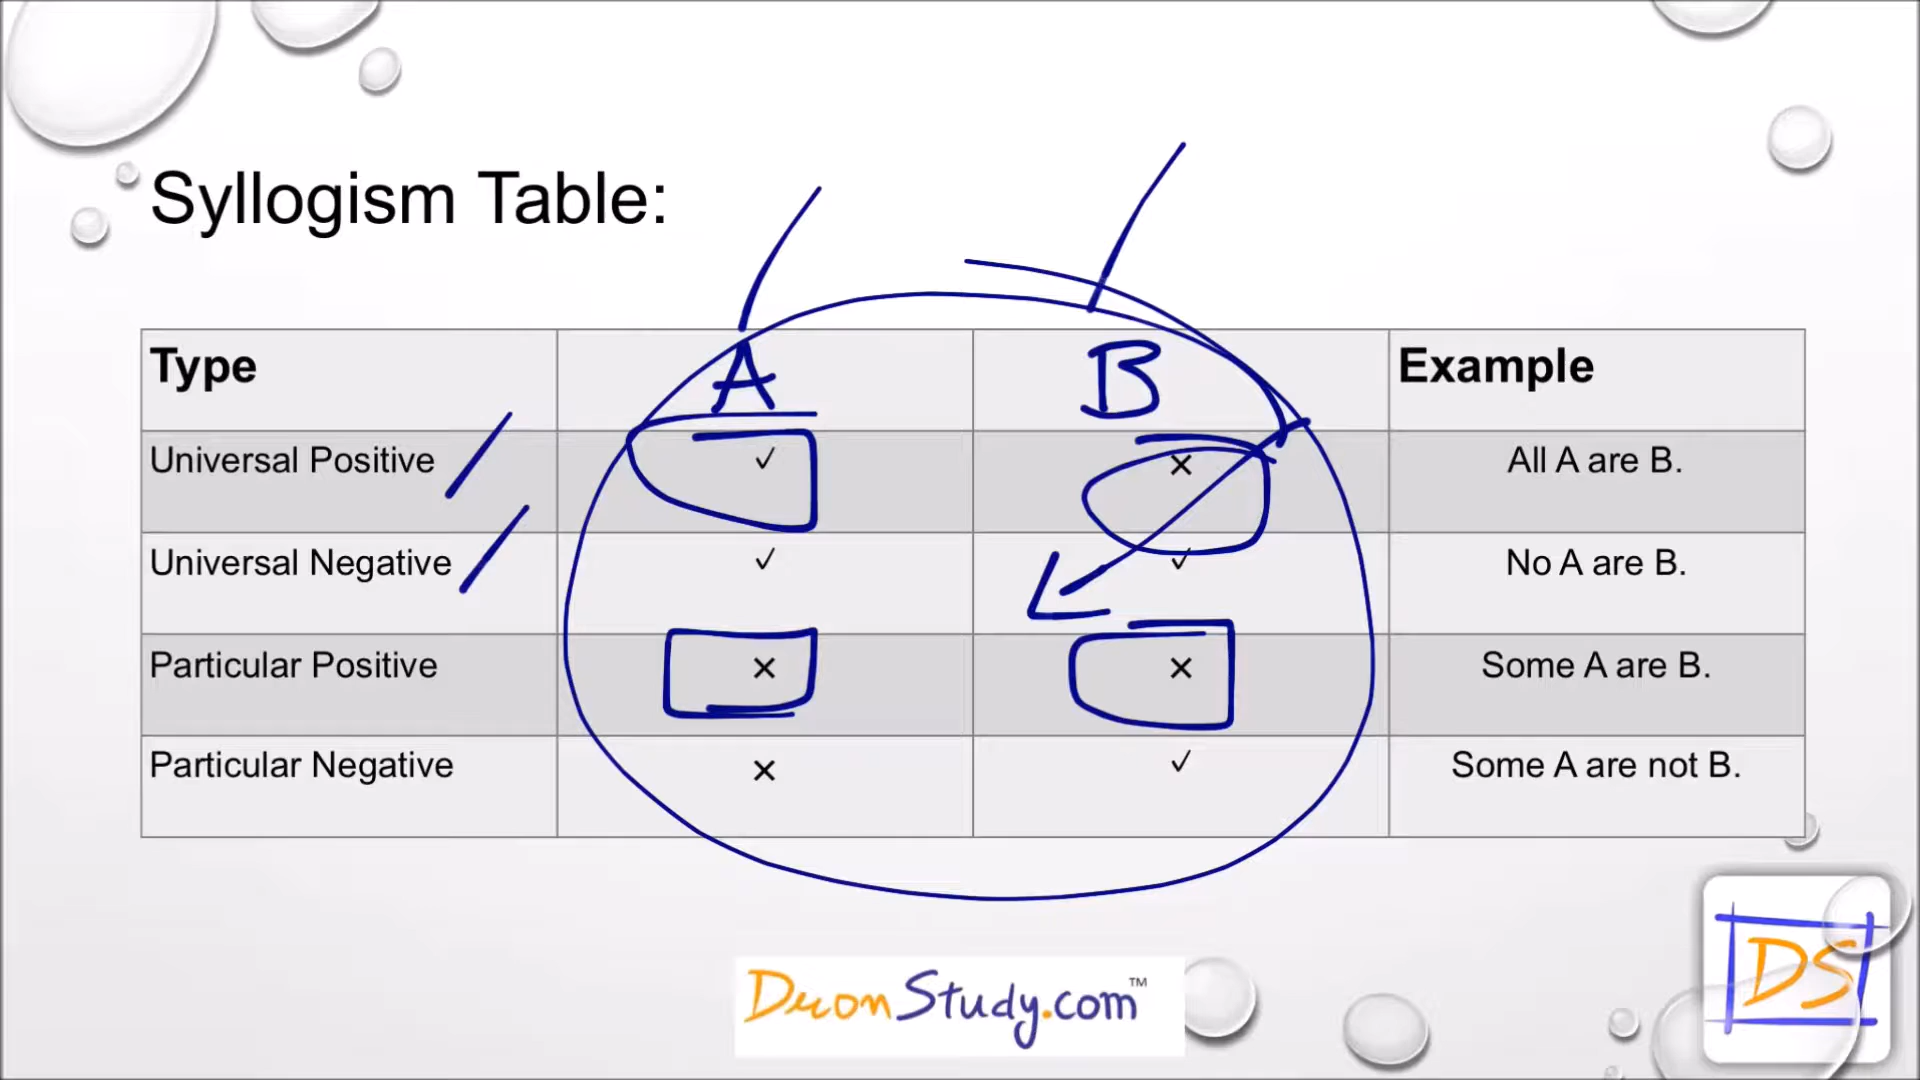 Syllogism Table:
Type A B Example
Universal Positive ✓ ✕ All A are B.
Universal Negative ✓ ✓ No A are B.
Particular Positive ✕ ✕ Some A are B.
Particular Negative ✕ ✓ Some A are not B.
DronStudy.com™
DS